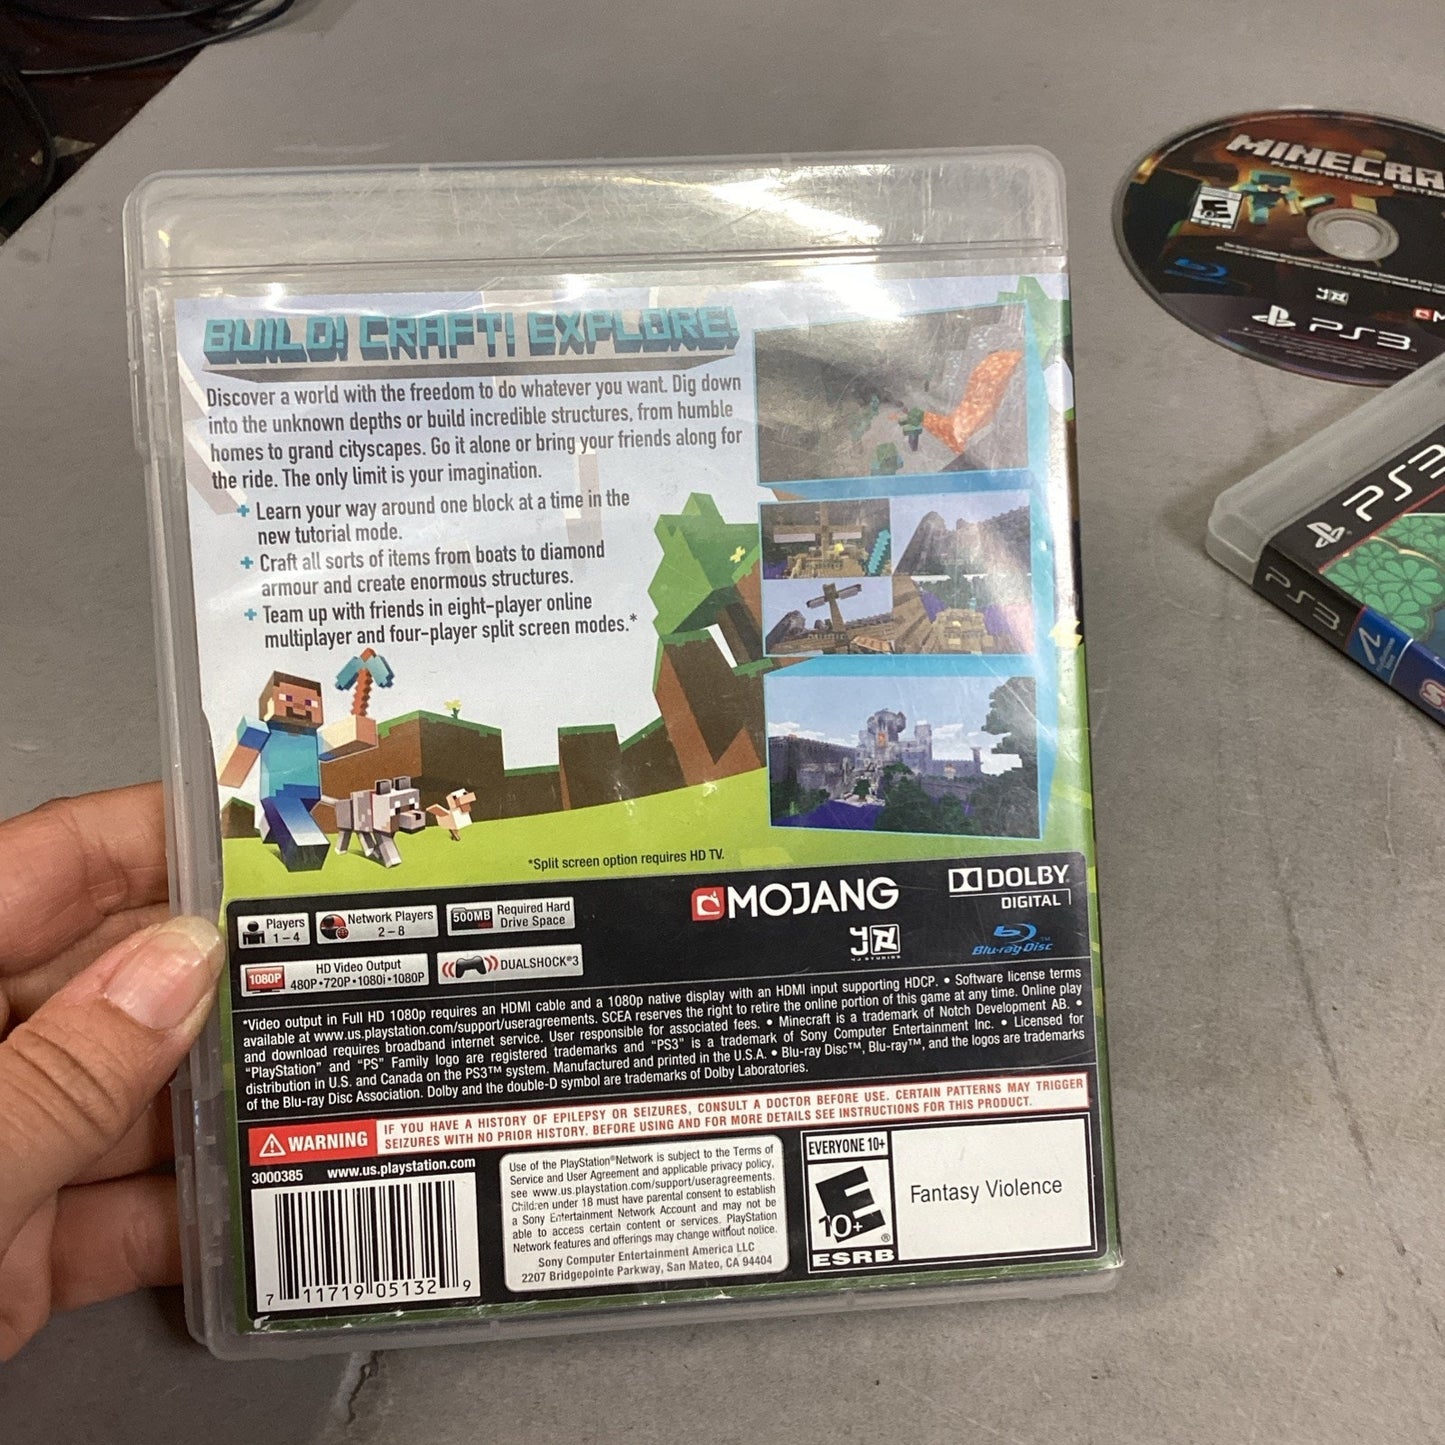 BUILD! CRAFT! EXPLORE!
Discover a world with the freedom to do whatever you want. Dig down
into the unknown depths or build incredible structures, from humble
homes to grand cityscapes. Go it alone or bring your friends along for
the ride. The only limit is your imagination.
+ Learn your way around one block at a time in the
new tutorial mode.
+ Craft all sorts of items from boats to diamond
armour and create enormous structures.
+ Team up with friends in eight-player online
multiplayer and four-player split screen modes.*
*Split screen option requires HD TV.
Players
1-4
Network Players
2-8
500MB
Required Hard
Drive Space
1080P
HD Video Output
480P•720P•1080i•1080P
DUALSHOCK®3
MOJANG
4J STUDIOS
DOLBY
DIGITAL
Blu-ray Disc™
*Video output in Full HD 1080p requires an HDMI cable and a 1080p native display with an HDMI input supporting HDCP. • Software license terms
available at www.us.playstation.com/support/useragreements. SCEA reserves the right to retire the online portion of this game at any time. Online play
and download requires broadband internet service. User responsible for associated fees. • Minecraft is a trademark of Notch Development AB. •
"PlayStation" and "PS" Family logo are registered trademarks and "PS3" is a trademark of Sony Computer Entertainment Inc. • Licensed for
distribution in U.S. and Canada on the PS3™ system. Manufactured and printed in the U.S.A. • Blu-ray Disc™, Blu-ray™, and the logos are trademarks
of the Blu-ray Disc Association. Dolby and the double-D symbol are trademarks of Dolby Laboratories.
WARNING
IF YOU HAVE A HISTORY OF EPILEPSY OR SEIZURES, CONSULT A DOCTOR BEFORE USE. CERTAIN PATTERNS MAY TRIGGER
SEIZURES WITH NO PRIOR HISTORY. BEFORE USING AND FOR MORE DETAILS SEE INSTRUCTIONS FOR THIS PRODUCT.
3000385
www.us.playstation.com
7 11719 05132 9
Use of the PlayStation®Network is subject to the Terms of
Service and User Agreement and applicable privacy policy,
see www.us.playstation.com/support/useragreements.
Children under 18 must have parental consent to establish
a Sony Entertainment Network Account and may not be
able to access certain content or services. PlayStation
Network features and offerings may change without notice.
Sony Computer Entertainment America LLC
2207 Bridgepointe Parkway, San Mateo, CA 94404
EVERYONE 10+
E
10+
®
ESRB
Fantasy Violence
MINECRA
PLAYSTATION®3 EDITION
E
ESRB
PS3
PS3
PS3